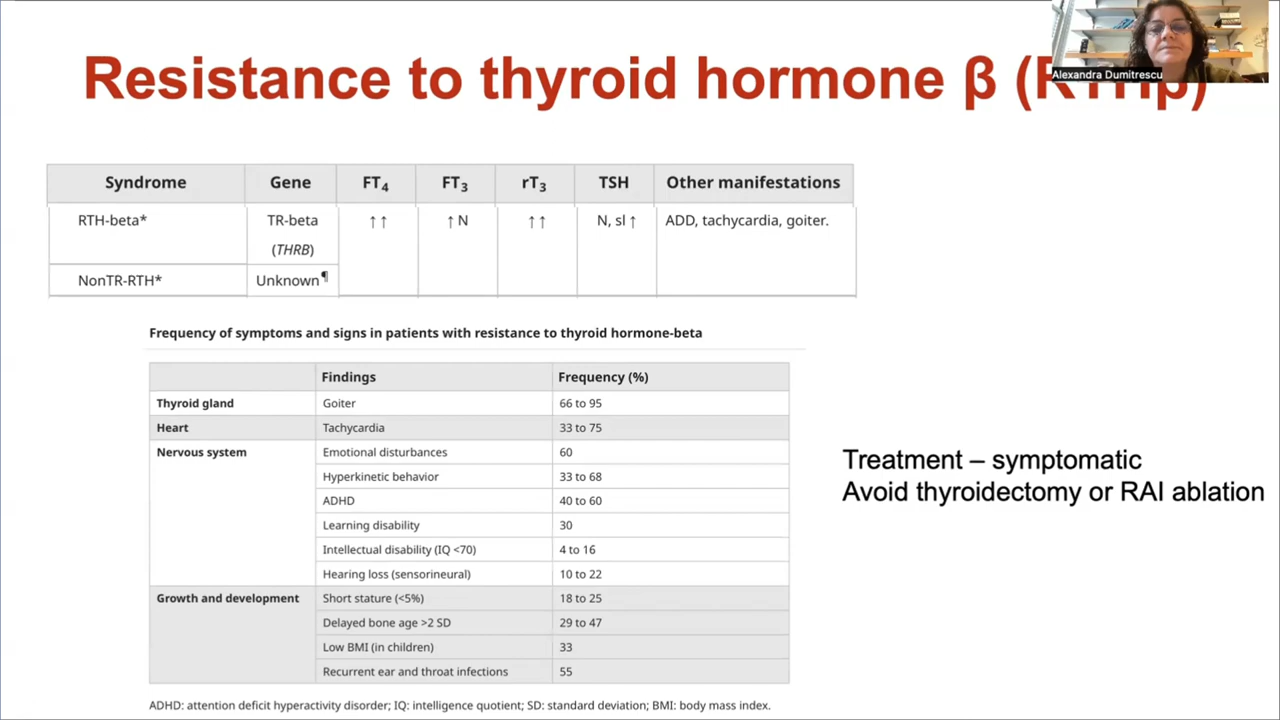 Alexandra Dumitrescu
Resistance to thyroid hormone β (RTHβ)
Syndrome Gene FT4 FT3 rT3 TSH Other manifestations
RTH-beta* TR-beta (THRB) ↑↑ ↑ N ↑↑ N, sl ↑ ADD, tachycardia, goiter.
NonTR-RTH* Unknown¶
Frequency of symptoms and signs in patients with resistance to thyroid hormone-beta
Findings Frequency (%)
Thyroid gland Goiter 66 to 95
Heart Tachycardia 33 to 75
Nervous system Emotional disturbances 60
Hyperkinetic behavior 33 to 68
ADHD 40 to 60
Learning disability 30
Intellectual disability (IQ <70) 4 to 16
Hearing loss (sensorineural) 10 to 22
Growth and development Short stature (<5%) 18 to 25
Delayed bone age >2 SD 29 to 47
Low BMI (in children) 33
Recurrent ear and throat infections 55
ADHD: attention deficit hyperactivity disorder; IQ: intelligence quotient; SD: standard deviation; BMI: body mass index.
Treatment – symptomatic
Avoid thyroidectomy or RAI ablation